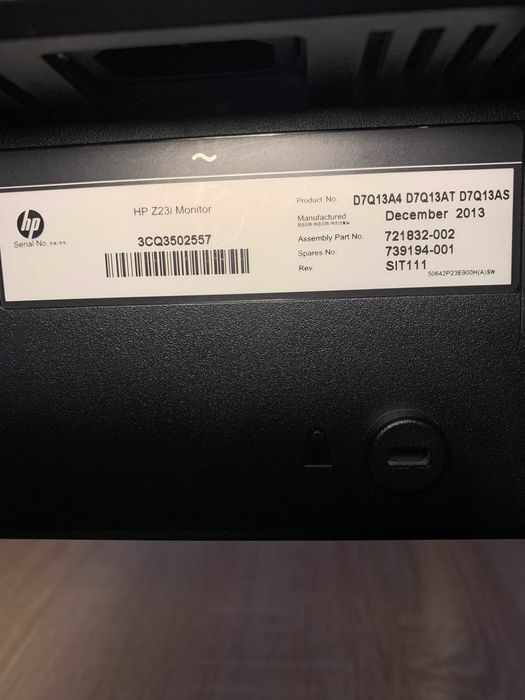 ~
hp
HP Z23i Monitor
Serial No.
3CQ3502557
Product No. D7Q13A4 D7Q13AT D7Q13AS
Manufactured December 2013
Assembly Part No. 721832-002
Spares No. 739194-001
Rev. SIT111
50642P23E900H(A)SW